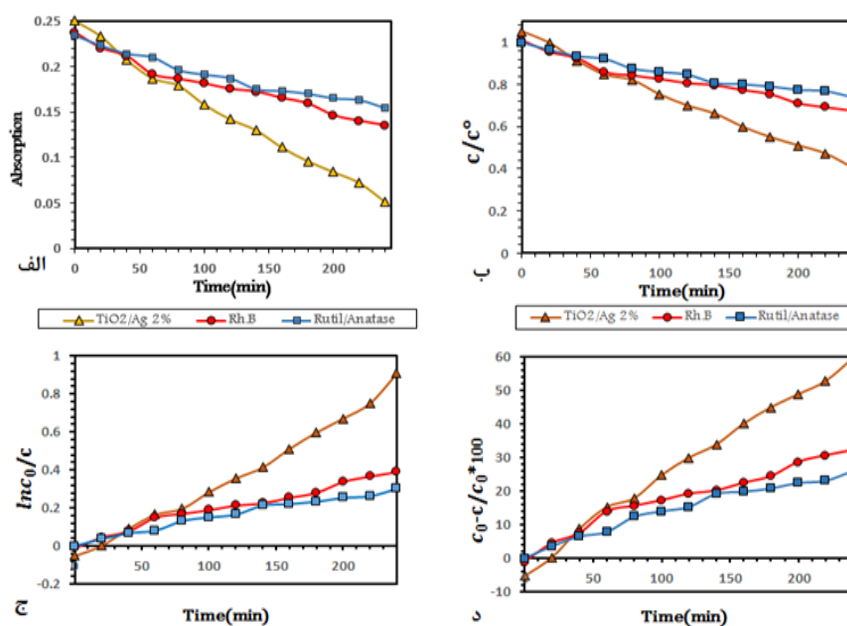 0.25
0.2
0.15
0.1
0.05
0
Absorption
0 50 100 150 200
Time(min)
الف
1
0.8
0.6
0.4
0.2
0
c/c°
0 50 100 150 200
Time(min)
TiO2/Ag 2% Rh.B Rutil/Anatase
TiO2/Ag 2% Rh.B Rutil/Anatase
1
0.8
0.6
0.4
0.2
0
-0.2
lnc₀/c
50 100 150 200
Time(min)
ج
60
50
40
30
20
10
0
-10
c₀-c/c₀*100
0 50 100 150 200
Time(min)
د